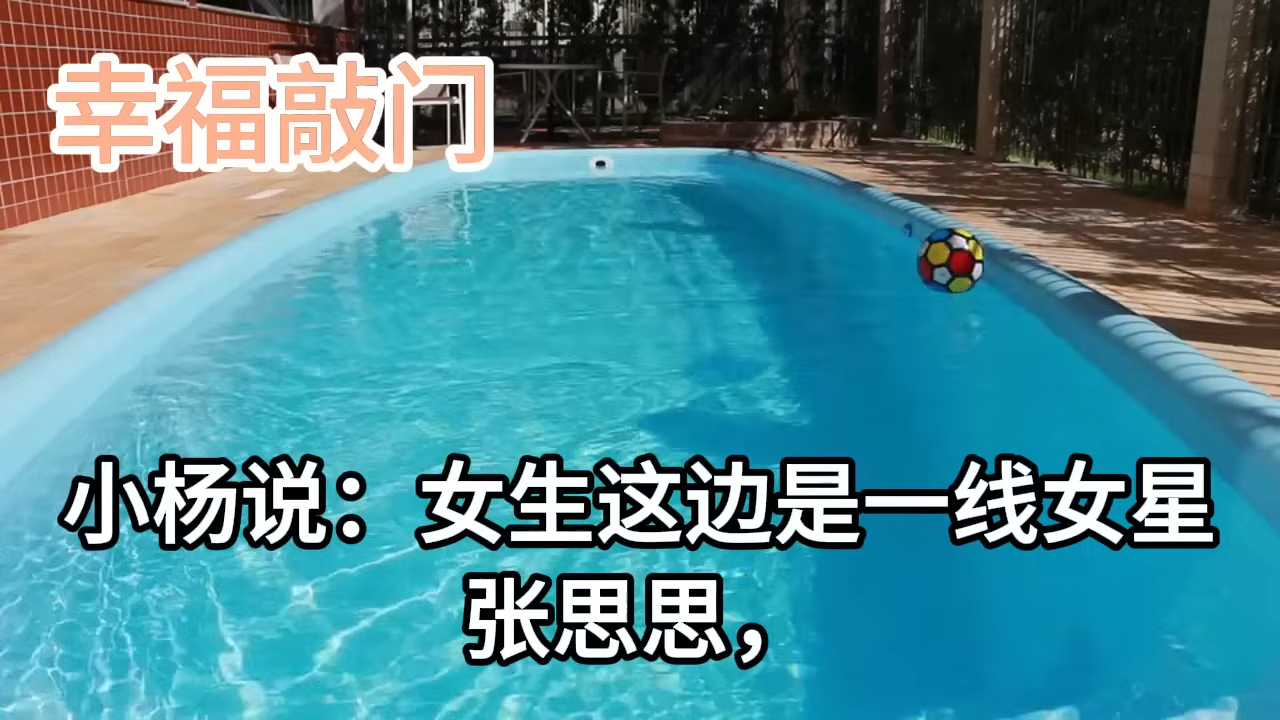 幸福敲门
小杨说：女生这边是一线女星
张思思，